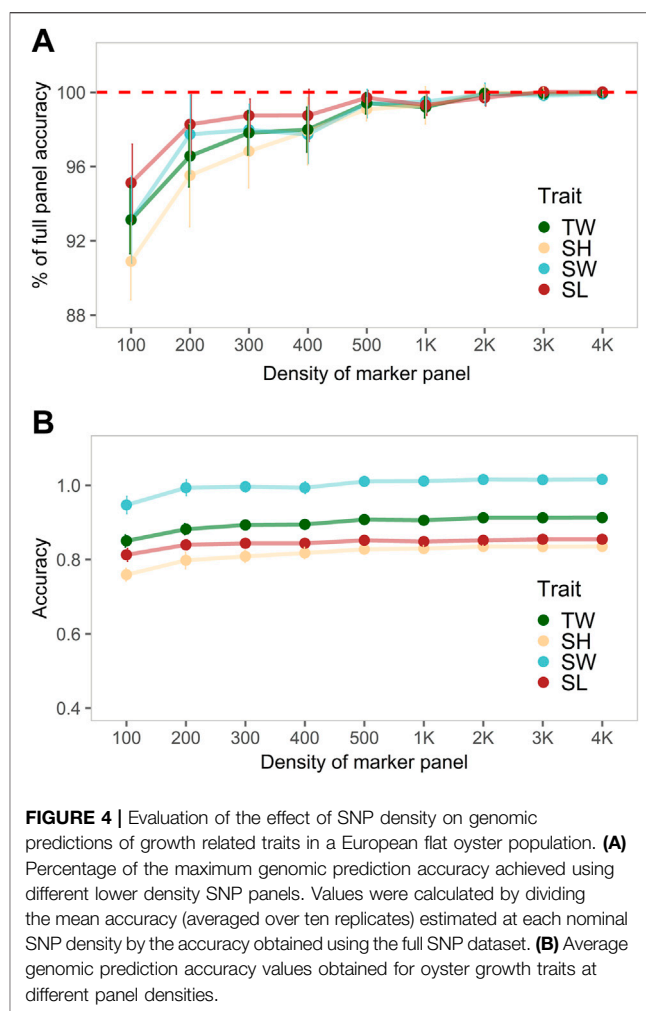 A
% of full panel accuracy
100
96
92
88
Trait
TW
SH
SW
SL
100 200 300 400 500 1K 2K 3K 4K
Density of marker panel
B
Accuracy
1.0
0.8
0.6
0.4
Trait
TW
SH
SW
SL
100 200 300 400 500 1K 2K 3K 4K
Density of marker panel
FIGURE 4 | Evaluation of the effect of SNP density on genomic
predictions of growth related traits in a European flat oyster population. (A)
Percentage of the maximum genomic prediction accuracy achieved using
different lower density SNP panels. Values were calculated by dividing
the mean accuracy (averaged over ten replicates) estimated at each nominal
SNP density by the accuracy obtained using the full SNP dataset. (B) Average
genomic prediction accuracy values obtained for oyster growth traits at
different panel densities.